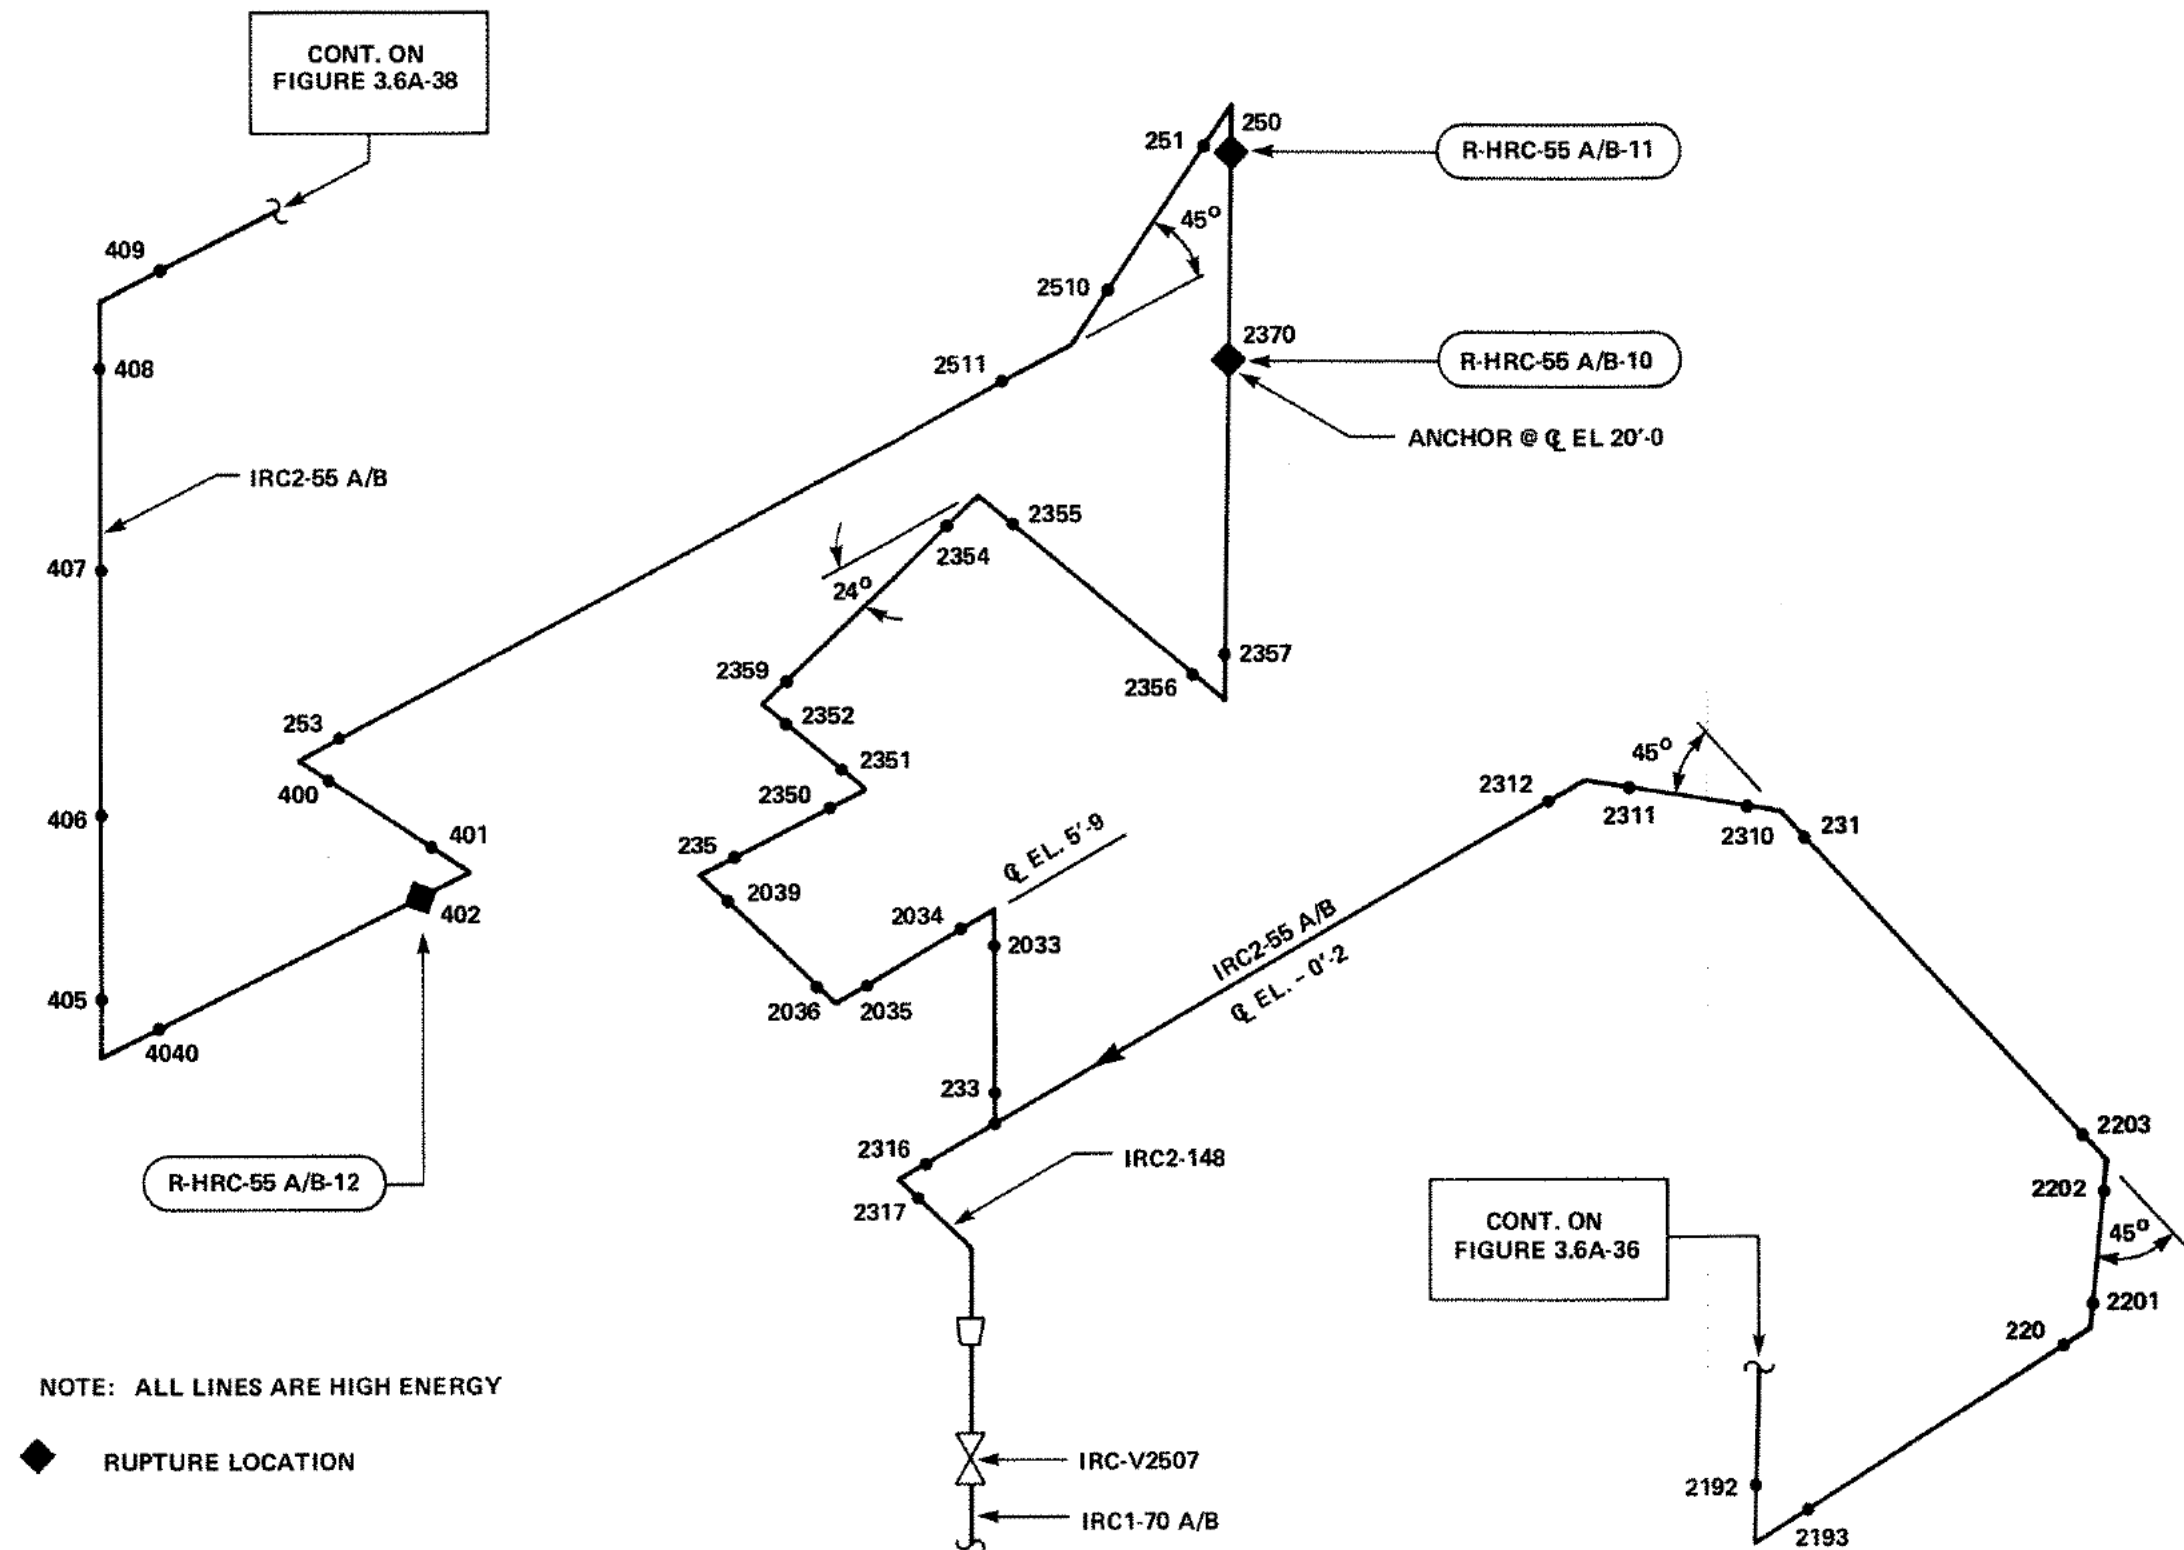 CONT. ON
FIGURE 3.6A-38
250
251
R-HRC-55 A/B-11
45°
409
2510
2370
R-HRC-55 A/B-10
2511
408
ANCHOR @ ℄ EL 20'-0
IRC2-55 A/B
2355
2354
407
24°
2357
2359
2356
2352
253
45°
2351
2312
400
2350
2311
2310
231
406
401
℄ EL. 5'-9
235
2039
402
2034
2033
IRC2-55 A/B
℄ EL. – 0'-2
405
2036
2035
4040
233
2203
2316
IRC2-148
R-HRC-55 A/B-12
2202
2317
CONT. ON
FIGURE 3.6A-36
45°
2201
220
NOTE: ALL LINES ARE HIGH ENERGY
RUPTURE LOCATION
IRC-V2507
2192
IRC1-70 A/B
2193